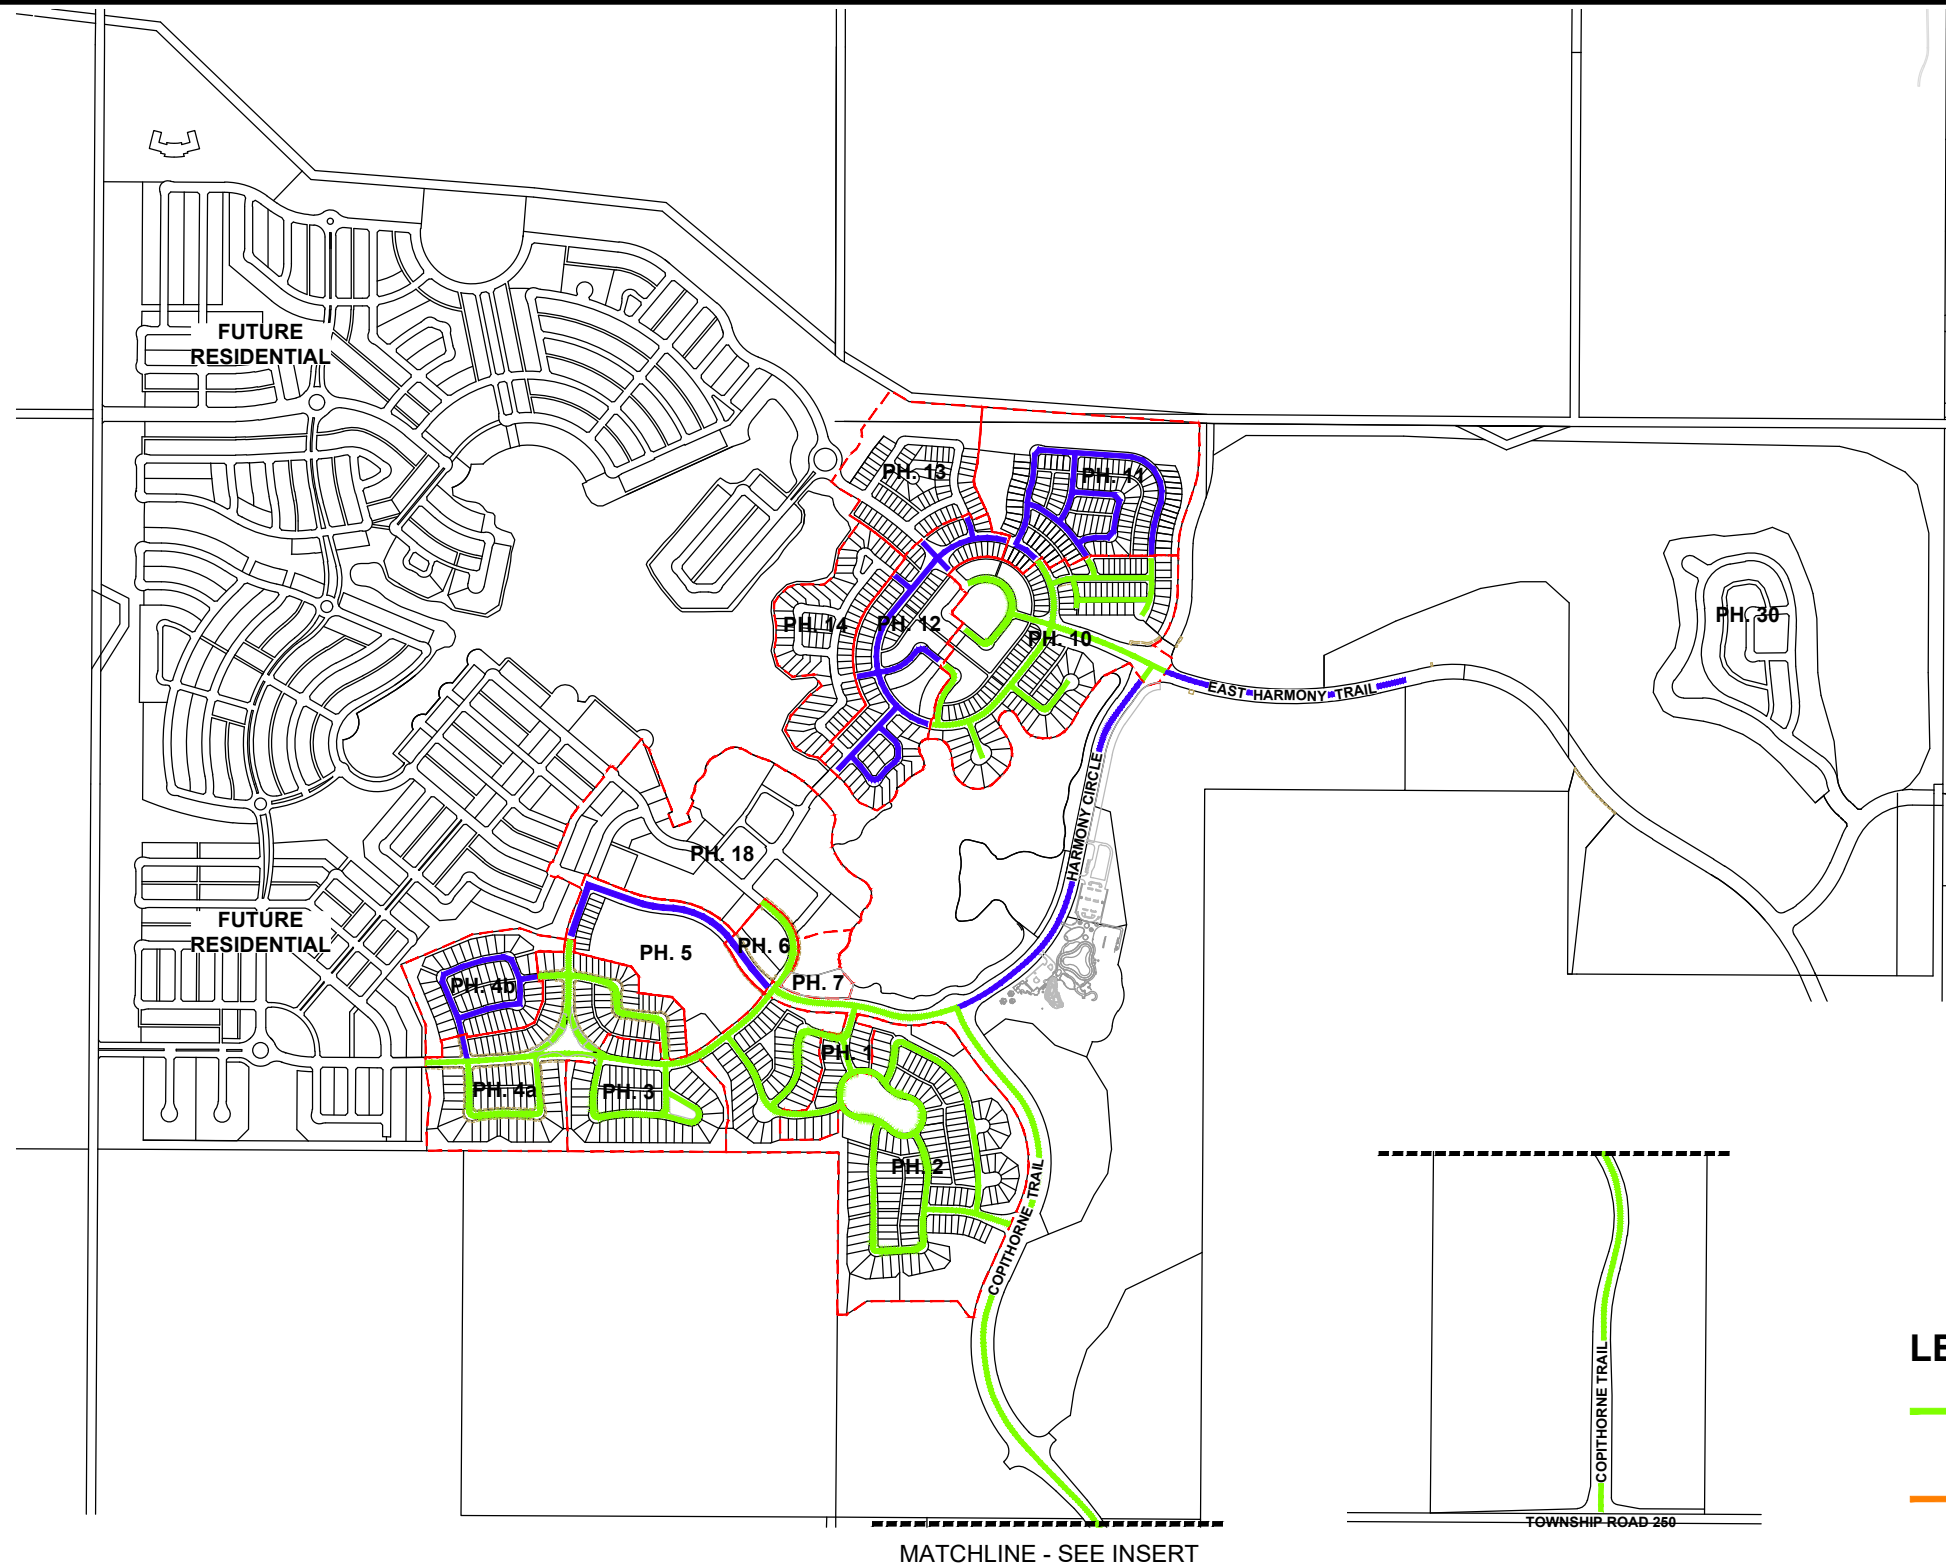 FUTURE
RESIDENTIAL
PH. 13
PH. 11
PH. 14
PH. 12
PH. 10
PH. 30
EAST HARMONY TRAIL
HARMONY CIRCLE
PH. 18
FUTURE
RESIDENTIAL
PH. 5
PH. 6
PH. 7
PH. 4b
PH. 1
PH. 4a
PH. 3
PH. 2
COPITHORNE TRAIL
COPITHORNE TRAIL
LE
TOWNSHIP ROAD 250
MATCHLINE - SEE INSERT